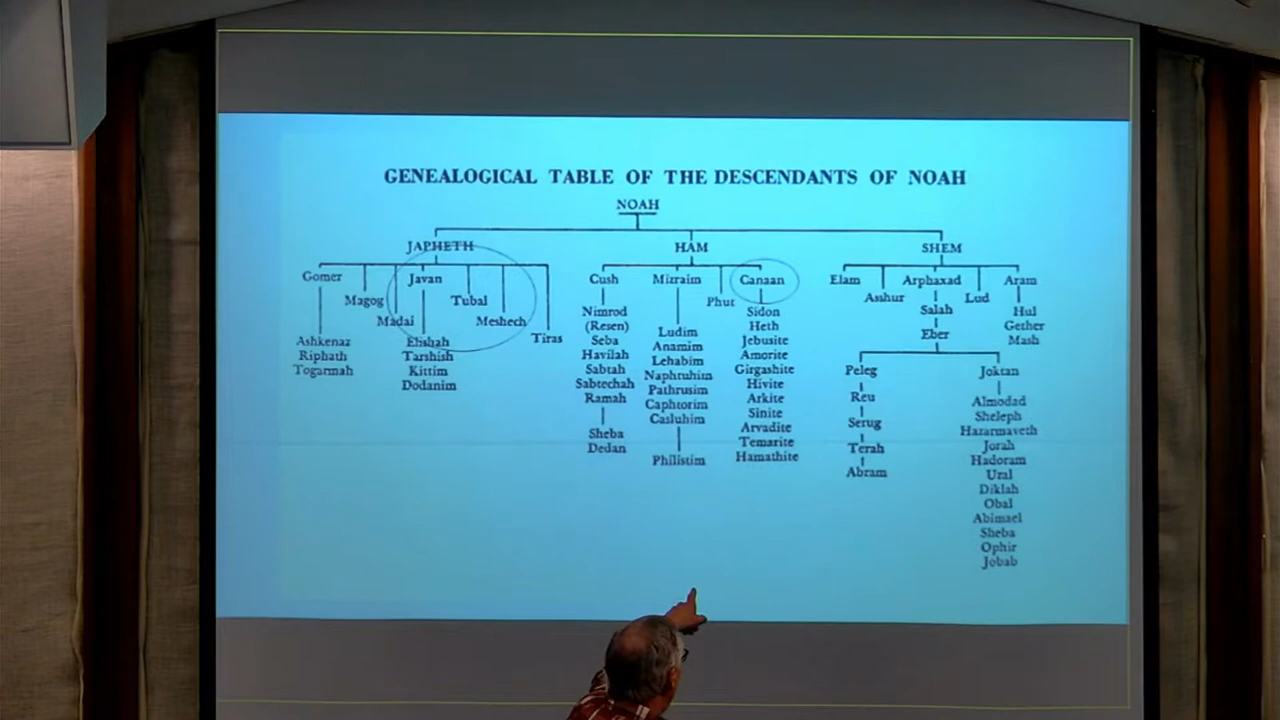 GENEALOGICAL TABLE OF THE DESCENDANTS OF NOAH
NOAH
JAPHETH
HAM
SHEM
Gomer
Magog
Madai
Javan
Tubal
Meshech
Tiras
Ashkenaz
Riphath
Togarmah
Elishah
Tarshish
Kittim
Dodanim
Cush
Mizraim
Phut
Canaan
Nimrod
(Resen)
Seba
Havilah
Sabtah
Sabtechah
Ramah
Sheba
Dedan
Ludim
Anamim
Lehabim
Naphtuhim
Pathrusim
Caphtorim
Casluhim
Philistim
Sidon
Heth
Jebusite
Amorite
Girgashite
Hivite
Arkite
Sinite
Arvadite
Temarite
Hamathite
Elam
Asshur
Arphaxad
Lud
Aram
Salah
Eber
Hul
Gether
Mash
Peleg
Reu
Serug
Terah
Abram
Joktan
Almodad
Sheleph
Hazarmaveth
Jorah
Hadoram
Ural
Diklah
Obal
Abimael
Sheba
Ophir
Jobab